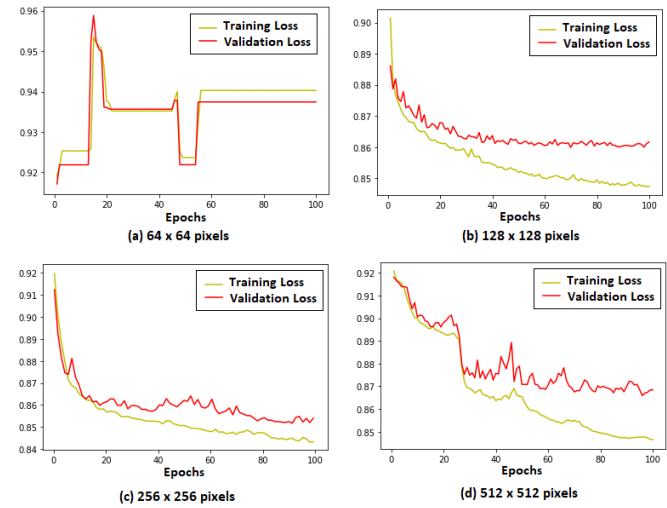 0.96
0.95
0.94
0.93
0.92
0 20 40 60 80 100
Training Loss
Validation Loss
Epochs
(a) 64 x 64 pixels
0.90
0.89
0.88
0.87
0.86
0.85
0 20 40 60 80 100
Training Loss
Validation Loss
Epochs
(b) 128 x 128 pixels
0.92
0.91
0.90
0.89
0.88
0.87
0.86
0.85
0.84
0 20 40 60 80 100
Training Loss
Validation Loss
Epochs
(c) 256 x 256 pixels
0.92
0.91
0.90
0.89
0.88
0.87
0.86
0.85
0 20 40 60 80 100
Training Loss
Validation Loss
Epochs
(d) 512 x 512 pixels